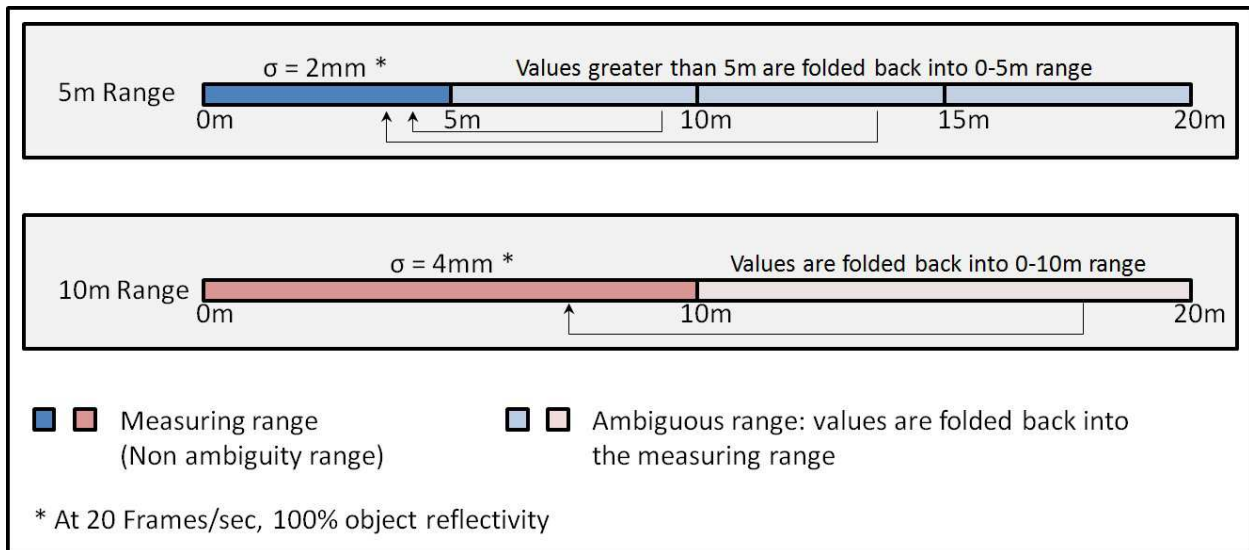 σ = 2mm * Values greater than 5m are folded back into 0-5m range
5m Range
0m 5m 10m 15m 20m
σ = 4mm * Values are folded back into 0-10m range
10m Range
0m 10m 20m
Measuring range
(Non ambiguity range)
Ambiguous range: values are folded back into
the measuring range
* At 20 Frames/sec, 100% object reflectivity